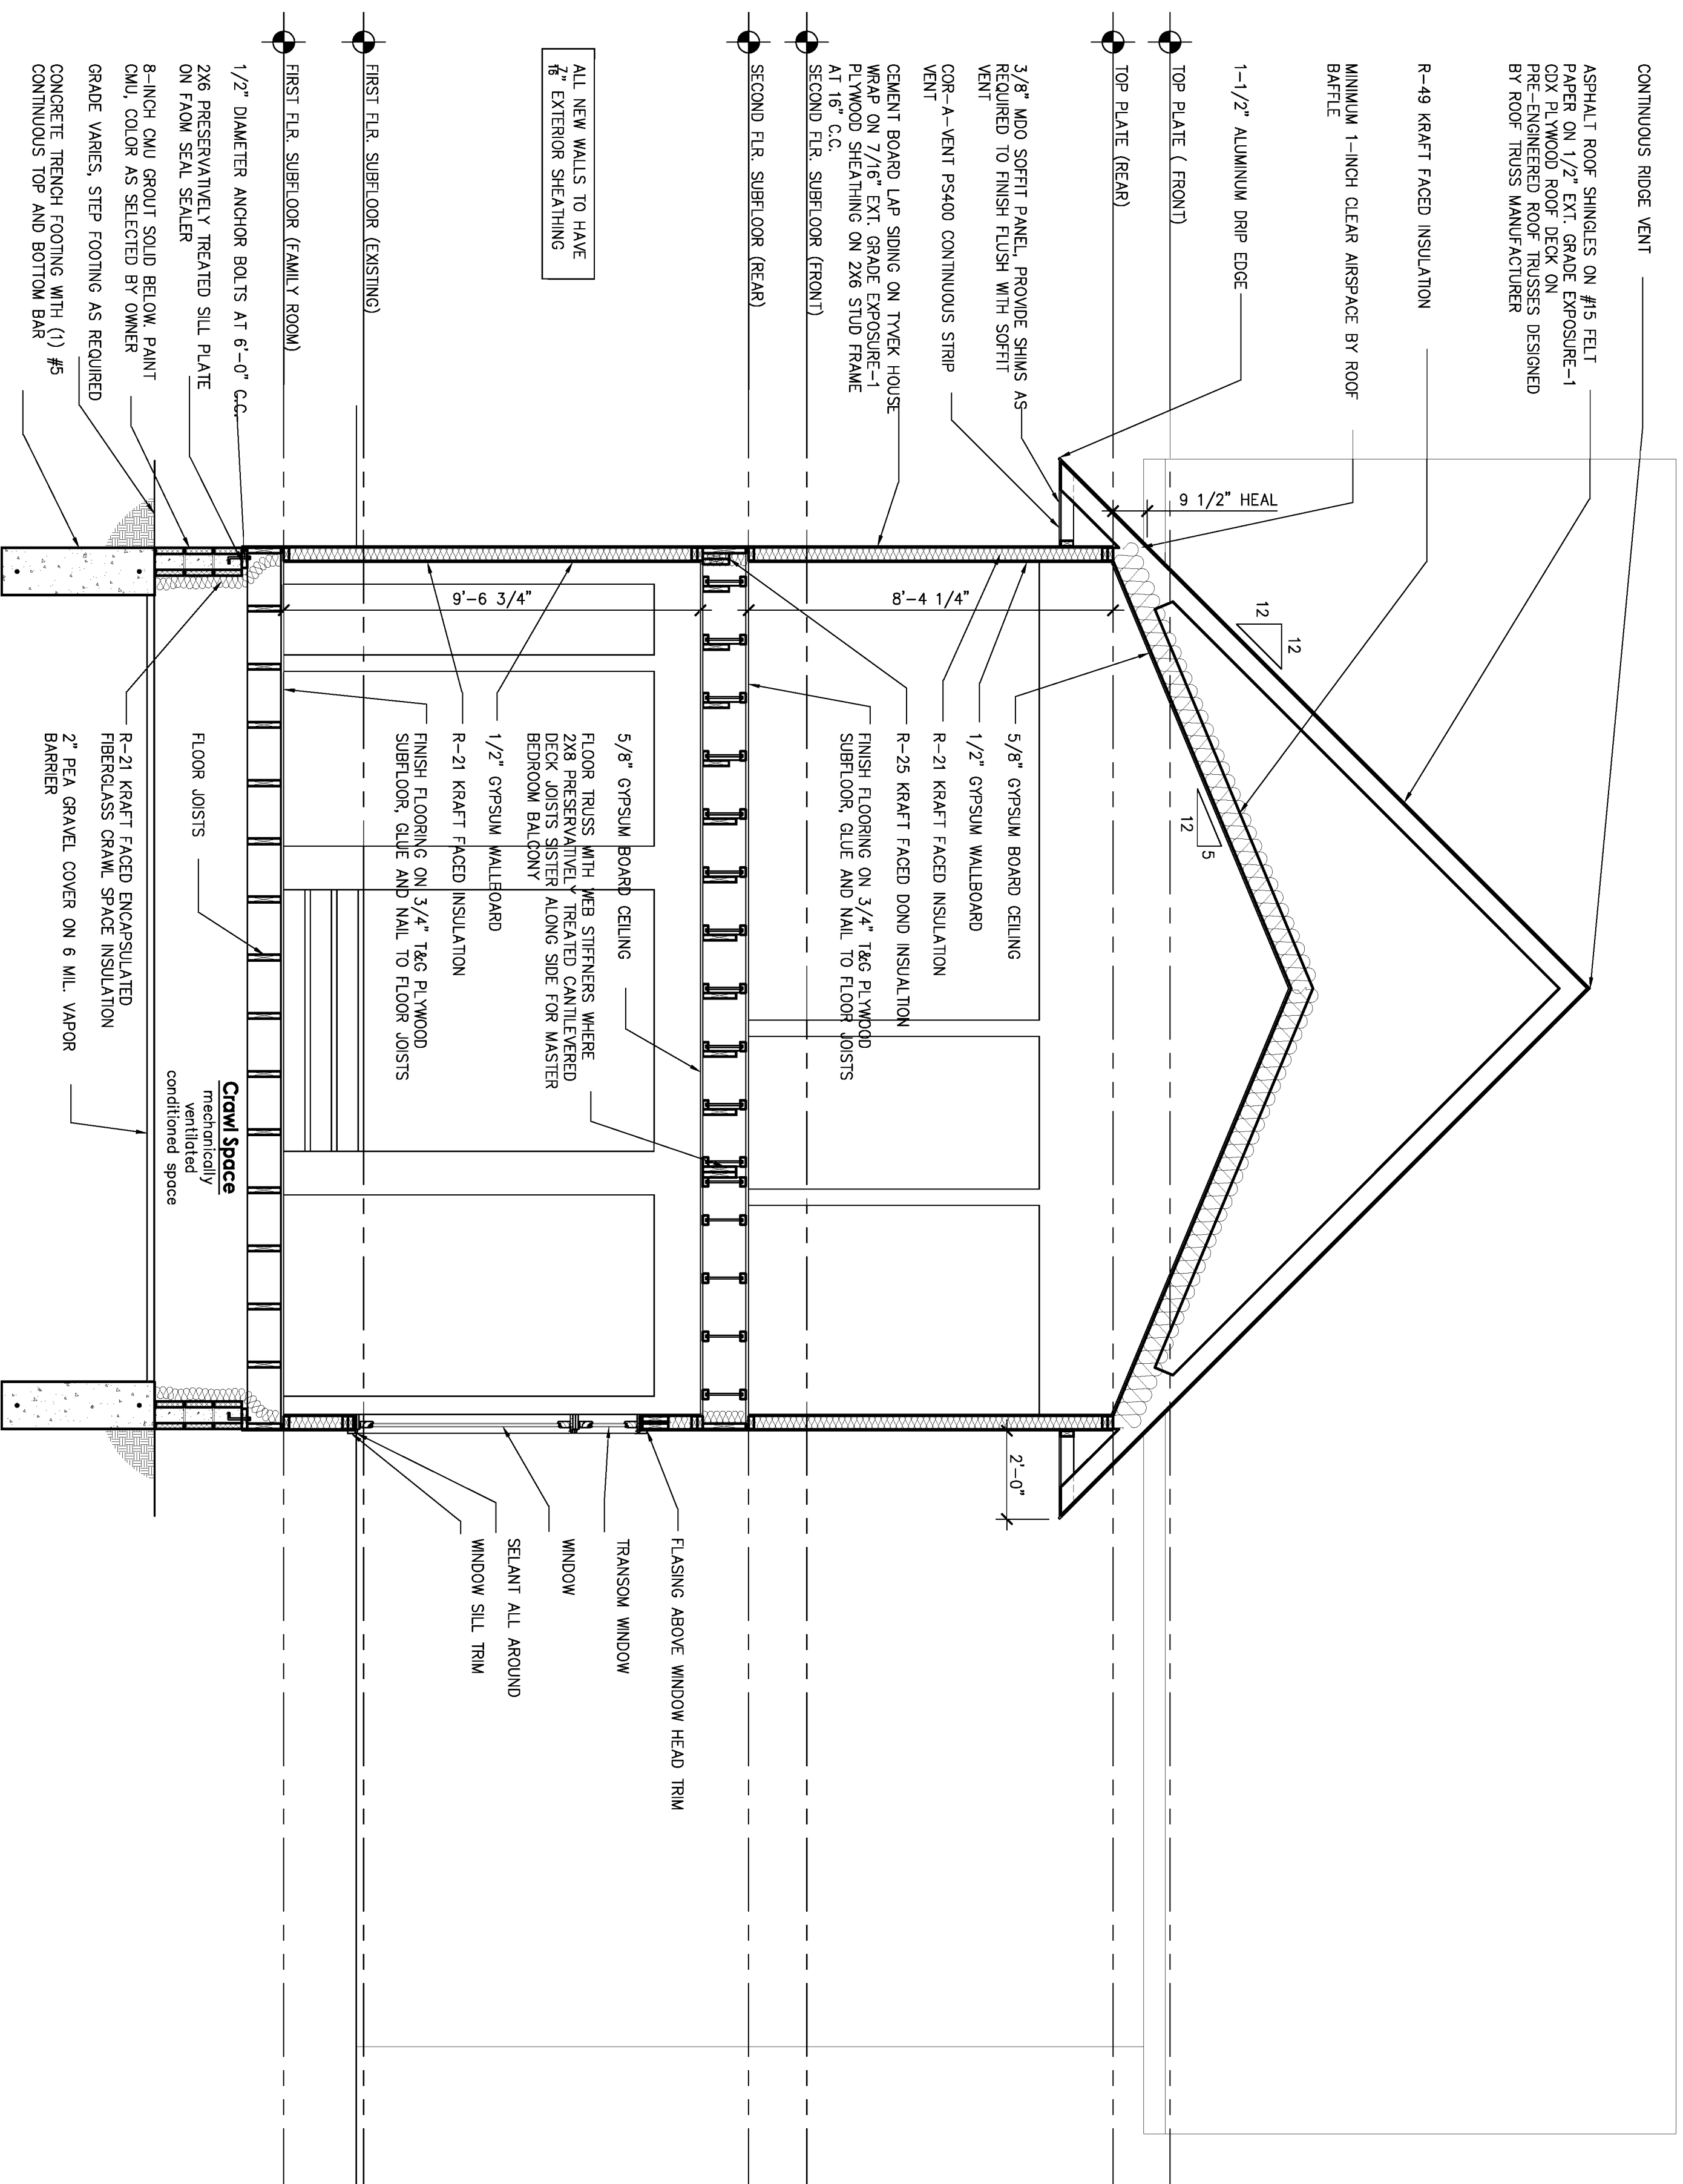 CONTINUOUS RIDGE VENT
ASPHALT ROOF SHINGLES ON #15 FELT
PAPER ON 1/2" EXT. GRADE EXPOSURE-1
CDX PLYWOOD ROOF DECK ON
PRE-ENGINEERED ROOF TRUSSES DESIGNED
BY ROOF TRUSS MANUFACTURER
R-49 KRAFT FACED INSULATION
MINIMUM 1-INCH CLEAR AIRSPACE BY ROOF
BAFFLE
1-1/2" ALUMINUM DRIP EDGE
9 1/2" HEAL
12
12
12
5
TOP PLATE ( FRONT)
TOP PLATE (REAR)
3/8" MDO SOFFIT PANEL, PROVIDE SHIMS AS
REQUIRED TO FINISH FLUSH WITH SOFFIT
VENT
COR-A-VENT PS400 CONTINUOUS STRIP
VENT
CEMENT BOARD LAP SIDING ON TYVEK HOUSE
WRAP ON 7/16" EXT. GRADE EXPOSURE-1
PLYWOOD SHEATHING ON 2X6 STUD FRAME
AT 16" C.C.
SECOND FLR. SUBFLOOR (FRONT)
SECOND FLR. SUBFLOOR (REAR)
8'-4 1/4"
2'-0"
5/8" GYPSUM BOARD CEILING
1/2" GYPSUM WALLBOARD
R-21 KRAFT FACED INSULATION
R-25 KRAFT FACED DOND INSUALTION
FINISH FLOORING ON 3/4" T&G PLYWOOD
SUBFLOOR, GLUE AND NAIL TO FLOOR JOISTS
ALL NEW WALLS TO HAVE
7/16" EXTERIOR SHEATHING
9'-6 3/4"
5/8" GYPSUM BOARD CEILING
FLOOR TRUSS WITH WEB STIFFNERS WHERE
2X8 PRESERVATIVELY TREATED CANTILEVERED
DECK JOISTS SISTER ALONG SIDE FOR MASTER
BEDROOM BALCONY
1/2" GYPSUM WALLBOARD
R-21 KRAFT FACED INSULATION
FINISH FLOORING ON 3/4" T&G PLYWOOD
SUBFLOOR, GLUE AND NAIL TO FLOOR JOISTS
FLASING ABOVE WINDOW HEAD TRIM
TRANSOM WINDOW
WINDOW
SELANT ALL AROUND
WINDOW SILL TRIM
FIRST FLR. SUBFLOOR (EXISTING)
FIRST FLR. SUBFLOOR (FAMILY ROOM)
1/2" DIAMETER ANCHOR BOLTS AT 6'-0" C.C.
2X6 PRESERVATIVELY TREATED SILL PLATE
ON FAOM SEAL SEALER
8-INCH CMU GROUT SOLID BELOW. PAINT
CMU, COLOR AS SELECTED BY OWNER
GRADE VARIES, STEP FOOTING AS REQUIRED
CONCRETE TRENCH FOOTING WITH (1) #5
CONTINUOUS TOP AND BOTTOM BAR
FLOOR JOISTS
Crawl Space
mechanically
ventilated
conditioned space
R-21 KRAFT FACED ENCAPSULATED
FIBERGLASS CRAWL SPACE INSULATION
2" PEA GRAVEL COVER ON 6 MIL. VAPOR
BARRIER